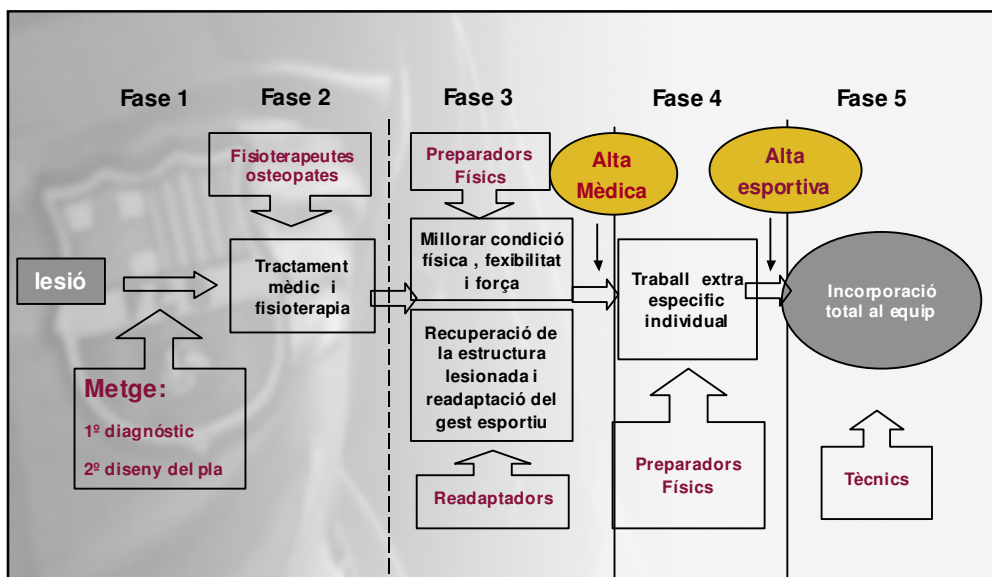 Fase 1
Fase 2
Fase 3
Fase 4
Fase 5
Fisioterapeutes
osteopates
Preparadors
Físics
Alta
Mèdica
Alta
esportiva
lesió
Tractament
mèdic i
fisioterapia
Millorar condició
física , fexibilitat
i força
Traball extra
especific
individual
Incorporació
total al equip
Recuperació de
la estructura
lesionada i
readaptació del
gest esportiu
Metge:
1º diagnóstic
2º diseny del pla
Readaptadors
Preparadors
Físics
Tècnics